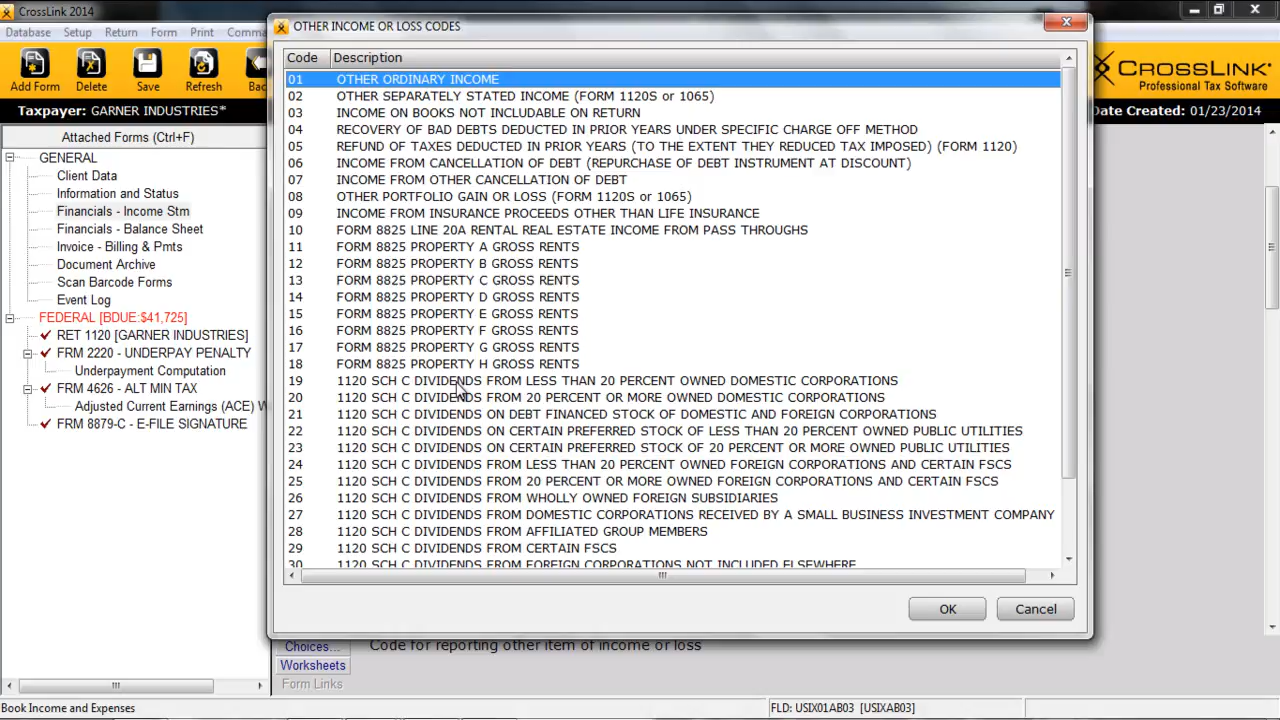 CrossLink 2014
OTHER INCOME OR LOSS CODES
Database Setup Return Form Print
Code Description
Add Form Delete Save Refresh
CROSSLINK
Professional Tax Software
Taxpayer: GARNER INDUSTRIES*
Date Created: 01/23/2014
Attached Forms (Ctrl+F)
GENERAL
Client Data
Information and Status
Financials - Income Stm
Financials - Balance Sheet
Invoice - Billing & Pmts
Document Archive
Scan Barcode Forms
Event Log
FEDERAL [BDUE:$41,725]
RET 1120 [GARNER INDUSTRIES]
FRM 2220 - UNDERPAY PENALTY
Underpayment Computation
FRM 4626 - ALT MIN TAX
Adjusted Current Earnings (ACE) W
FRM 8879-C - E-FILE SIGNATURE
01 OTHER ORDINARY INCOME
02 OTHER SEPARATELY STATED INCOME (FORM 1120S or 1065)
03 INCOME ON BOOKS NOT INCLUDABLE ON RETURN
04 RECOVERY OF BAD DEBTS DEDUCTED IN PRIOR YEARS UNDER SPECIFIC CHARGE OFF METHOD
05 REFUND OF TAXES DEDUCTED IN PRIOR YEARS (TO THE EXTENT THEY REDUCED TAX IMPOSED) (FORM 1120)
06 INCOME FROM CANCELLATION OF DEBT (REPURCHASE OF DEBT INSTRUMENT AT DISCOUNT)
07 INCOME FROM OTHER CANCELLATION OF DEBT
08 OTHER PORTFOLIO GAIN OR LOSS (FORM 1120S or 1065)
09 INCOME FROM INSURANCE PROCEEDS OTHER THAN LIFE INSURANCE
10 FORM 8825 LINE 20A RENTAL REAL ESTATE INCOME FROM PASS THROUGHS
11 FORM 8825 PROPERTY A GROSS RENTS
12 FORM 8825 PROPERTY B GROSS RENTS
13 FORM 8825 PROPERTY C GROSS RENTS
14 FORM 8825 PROPERTY D GROSS RENTS
15 FORM 8825 PROPERTY E GROSS RENTS
16 FORM 8825 PROPERTY F GROSS RENTS
17 FORM 8825 PROPERTY G GROSS RENTS
18 FORM 8825 PROPERTY H GROSS RENTS
19 1120 SCH C DIVIDENDS FROM LESS THAN 20 PERCENT OWNED DOMESTIC CORPORATIONS
20 1120 SCH C DIVIDENDS FROM 20 PERCENT OR MORE OWNED DOMESTIC CORPORATIONS
21 1120 SCH C DIVIDENDS ON DEBT FINANCED STOCK OF DOMESTIC AND FOREIGN CORPORATIONS
22 1120 SCH C DIVIDENDS ON CERTAIN PREFERRED STOCK OF LESS THAN 20 PERCENT OWNED PUBLIC UTILITIES
23 1120 SCH C DIVIDENDS ON CERTAIN PREFERRED STOCK OF 20 PERCENT OR MORE OWNED PUBLIC UTILITIES
24 1120 SCH C DIVIDENDS FROM LESS THAN 20 PERCENT OWNED FOREIGN CORPORATIONS AND CERTAIN FSCS
25 1120 SCH C DIVIDENDS FROM 20 PERCENT OR MORE OWNED FOREIGN CORPORATIONS AND CERTAIN FSCS
26 1120 SCH C DIVIDENDS FROM WHOLLY OWNED FOREIGN SUBSIDIARIES
27 1120 SCH C DIVIDENDS FROM DOMESTIC CORPORATIONS RECEIVED BY A SMALL BUSINESS INVESTMENT COMPANY
28 1120 SCH C DIVIDENDS FROM AFFILIATED GROUP MEMBERS
29 1120 SCH C DIVIDENDS FROM CERTAIN FSCS
30 1120 SCH C DIVIDENDS FROM FOREIGN CORPORATIONS NOT INCLUDED ELSEWHERE
OK Cancel
Choices... Code for reporting other item of income or loss
Worksheets
Form Links
Book Income and Expenses
FLD: USIX01AB03 [USIXAB03]